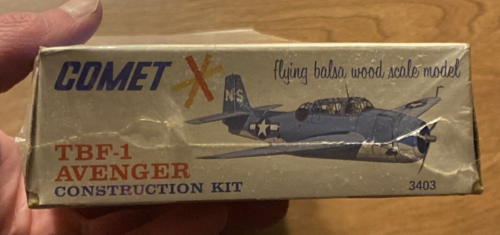 COMET
flying balsa wood scale model
NS
TBF-1
AVENGER
CONSTRUCTION KIT
3403